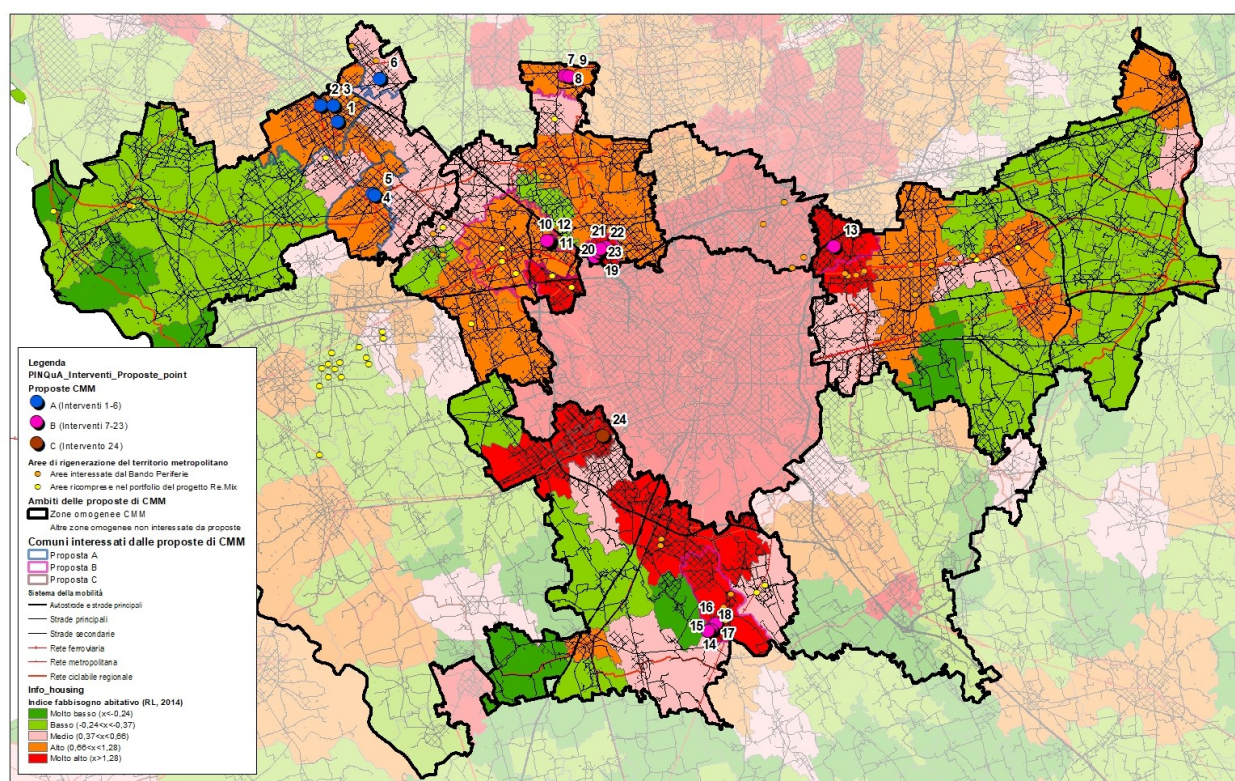 6
7 9
8
2 3
1
5
4
10 12
11
21 22
20 23
19
13
24
16
18
15
17
14
Legenda
PINQuA_Interventi_Proposte_point
Proposte CMM
A (Interventi 1-6)
B (Interventi 7-23)
C (Intervento 24)
Aree di rigenerazione del territorio metropolitano
Aree interessate dal Bando Periferie
Aree ricomprese nel portfolio del progetto Re.Mix
Ambiti delle proposte di CMM
Zone omogenee CMM
Altre zone omogenee non interessate da proposte
Comuni interessati dalle proposte di CMM
Proposta A
Proposta B
Proposta C
Sistema della mobilità
Autostrade e strade principali
Strade principali
Strade secondarie
Rete ferroviaria
Rete metropolitana
Rete ciclabile regionale
Info_housing
Indice fabbisogno abitativo (RL, 2014)
Molto basso (x<-0,24)
Basso (-0,24<x<-0,37)
Medio (0,37<x<0,66)
Alto (0,66<x<1,28)
Molto alto (x>1,28)